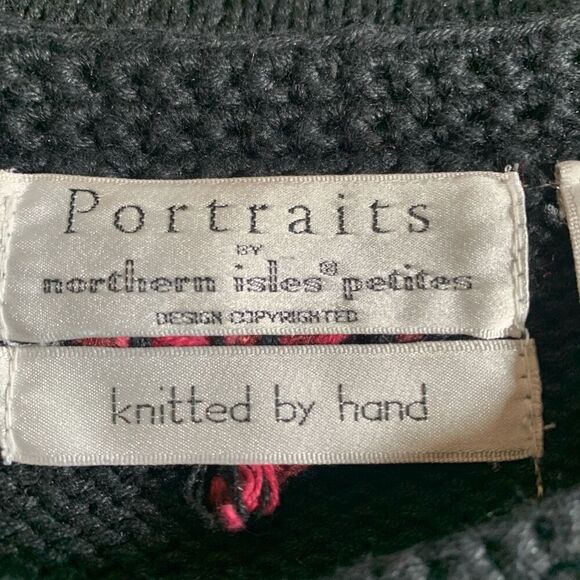 Portraits
BY
northern isles® petites
DESIGN COPYRIGHTED
knitted by hand